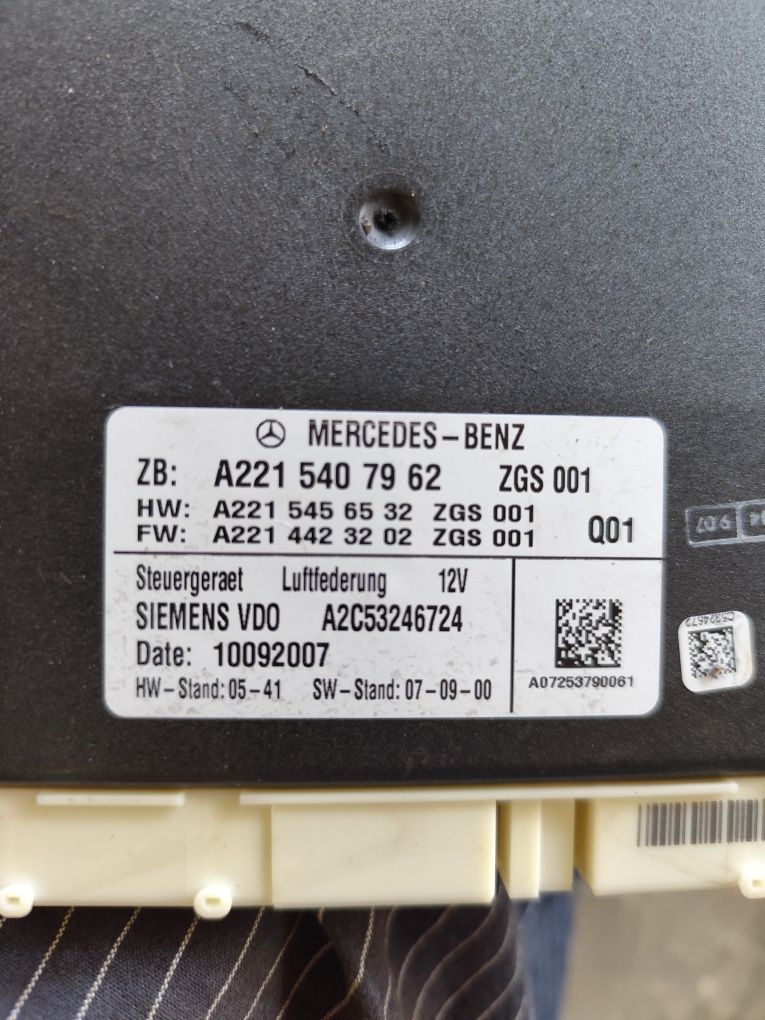 MERCEDES-BENZ
ZB: A221 540 79 62 ZGS 001
HW: A221 545 65 32 ZGS 001
FW: A221 442 32 02 ZGS 001 Q01
Steuergeraet Luftfederung 12V
SIEMENS VDO A2C53246724
Date: 10092007
HW-Stand: 05-41 SW-Stand: 07-09-00
A07253790061